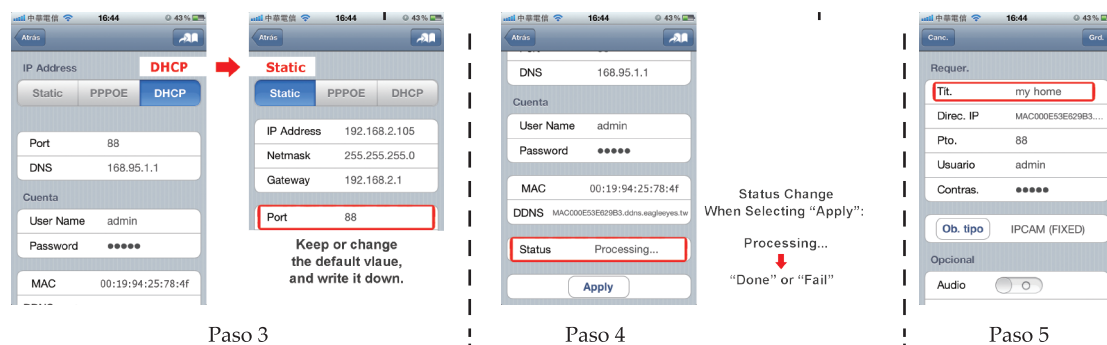 中華電信 16:44 43%
Atrás
IP Address
DHCP
Static PPPOE DHCP
Port 88
DNS 168.95.1.1
Cuenta
User Name admin
Password ●●●●●
MAC 00:19:94:25:78:4f
中華電信 16:44 43%
Atrás
Static
Static PPPOE DHCP
IP Address 192.168.2.105
Netmask 255.255.255.0
Gateway 192.168.2.1
Port 88
Keep or change
the default vlaue,
and write it down.
Paso 3
中華電信 16:44 43%
Atrás
DNS 168.95.1.1
Cuenta
User Name admin
Password ●●●●●
MAC 00:19:94:25:78:4f
DDNS MAC000E53E629B3.ddns.eagleeyes.tw
Status Processing...
Apply
Status Change
When Selecting “Apply”:
Processing...
“Done” or “Fail”
Paso 4
中華電信 16:44 43%
Canc. Grd.
Requer.
Tít. my home
Direc. IP MAC000E53E629B3....
Pto. 88
Usuario admin
Contras. ●●●●●
Ob. tipo IPCAM (FIXED)
Opcional
Audio
Paso 5